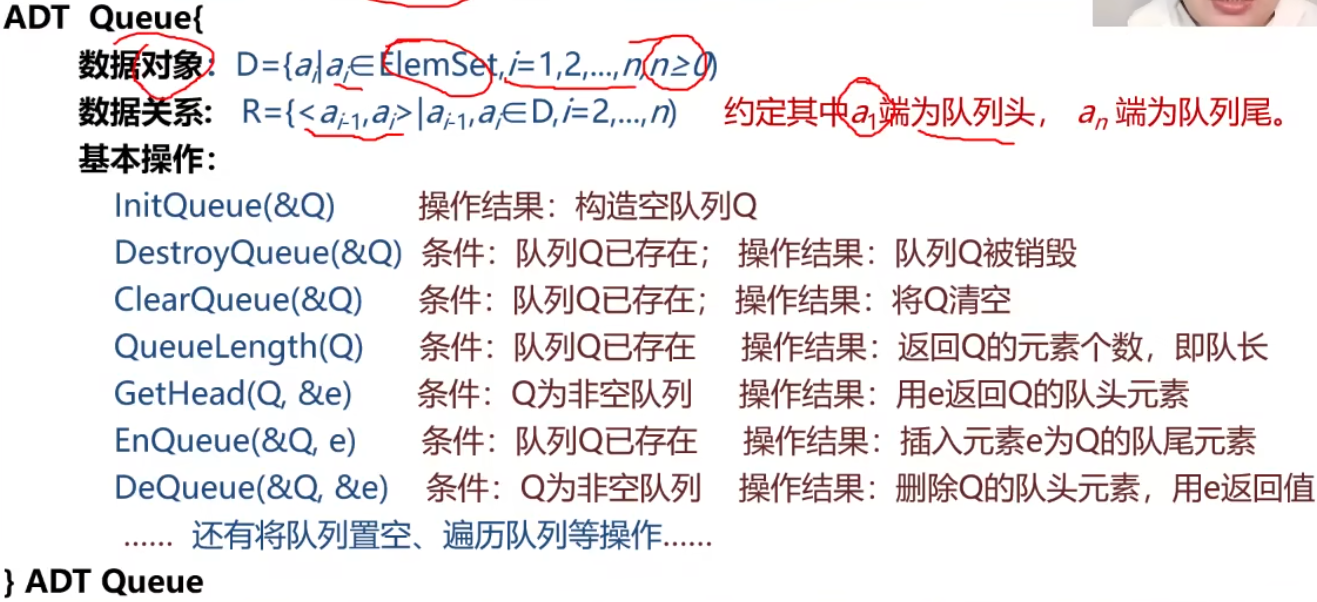 ADT Queue{
数据对象：D={ai|ai∈ElemSet,i=1,2,...,n,n≥0}
数据关系：R={<ai-1,ai>|ai-1,ai∈D,i=2,...,n} 约定其中a1端为队列头，an端为队列尾。
基本操作：
InitQueue(&Q) 操作结果：构造空队列Q
DestroyQueue(&Q) 条件：队列Q已存在；操作结果：队列Q被销毁
ClearQueue(&Q) 条件：队列Q已存在；操作结果：将Q清空
QueueLength(Q) 条件：队列Q已存在 操作结果：返回Q的元素个数，即队长
GetHead(Q, &e) 条件：Q为非空队列 操作结果：用e返回Q的队头元素
EnQueue(&Q, e) 条件：队列Q已存在 操作结果：插入元素e为Q的队尾元素
DeQueue(&Q, &e) 条件：Q为非空队列 操作结果：删除Q的队头元素，用e返回值
...... 还有将队列置空、遍历队列等操作......
} ADT Queue